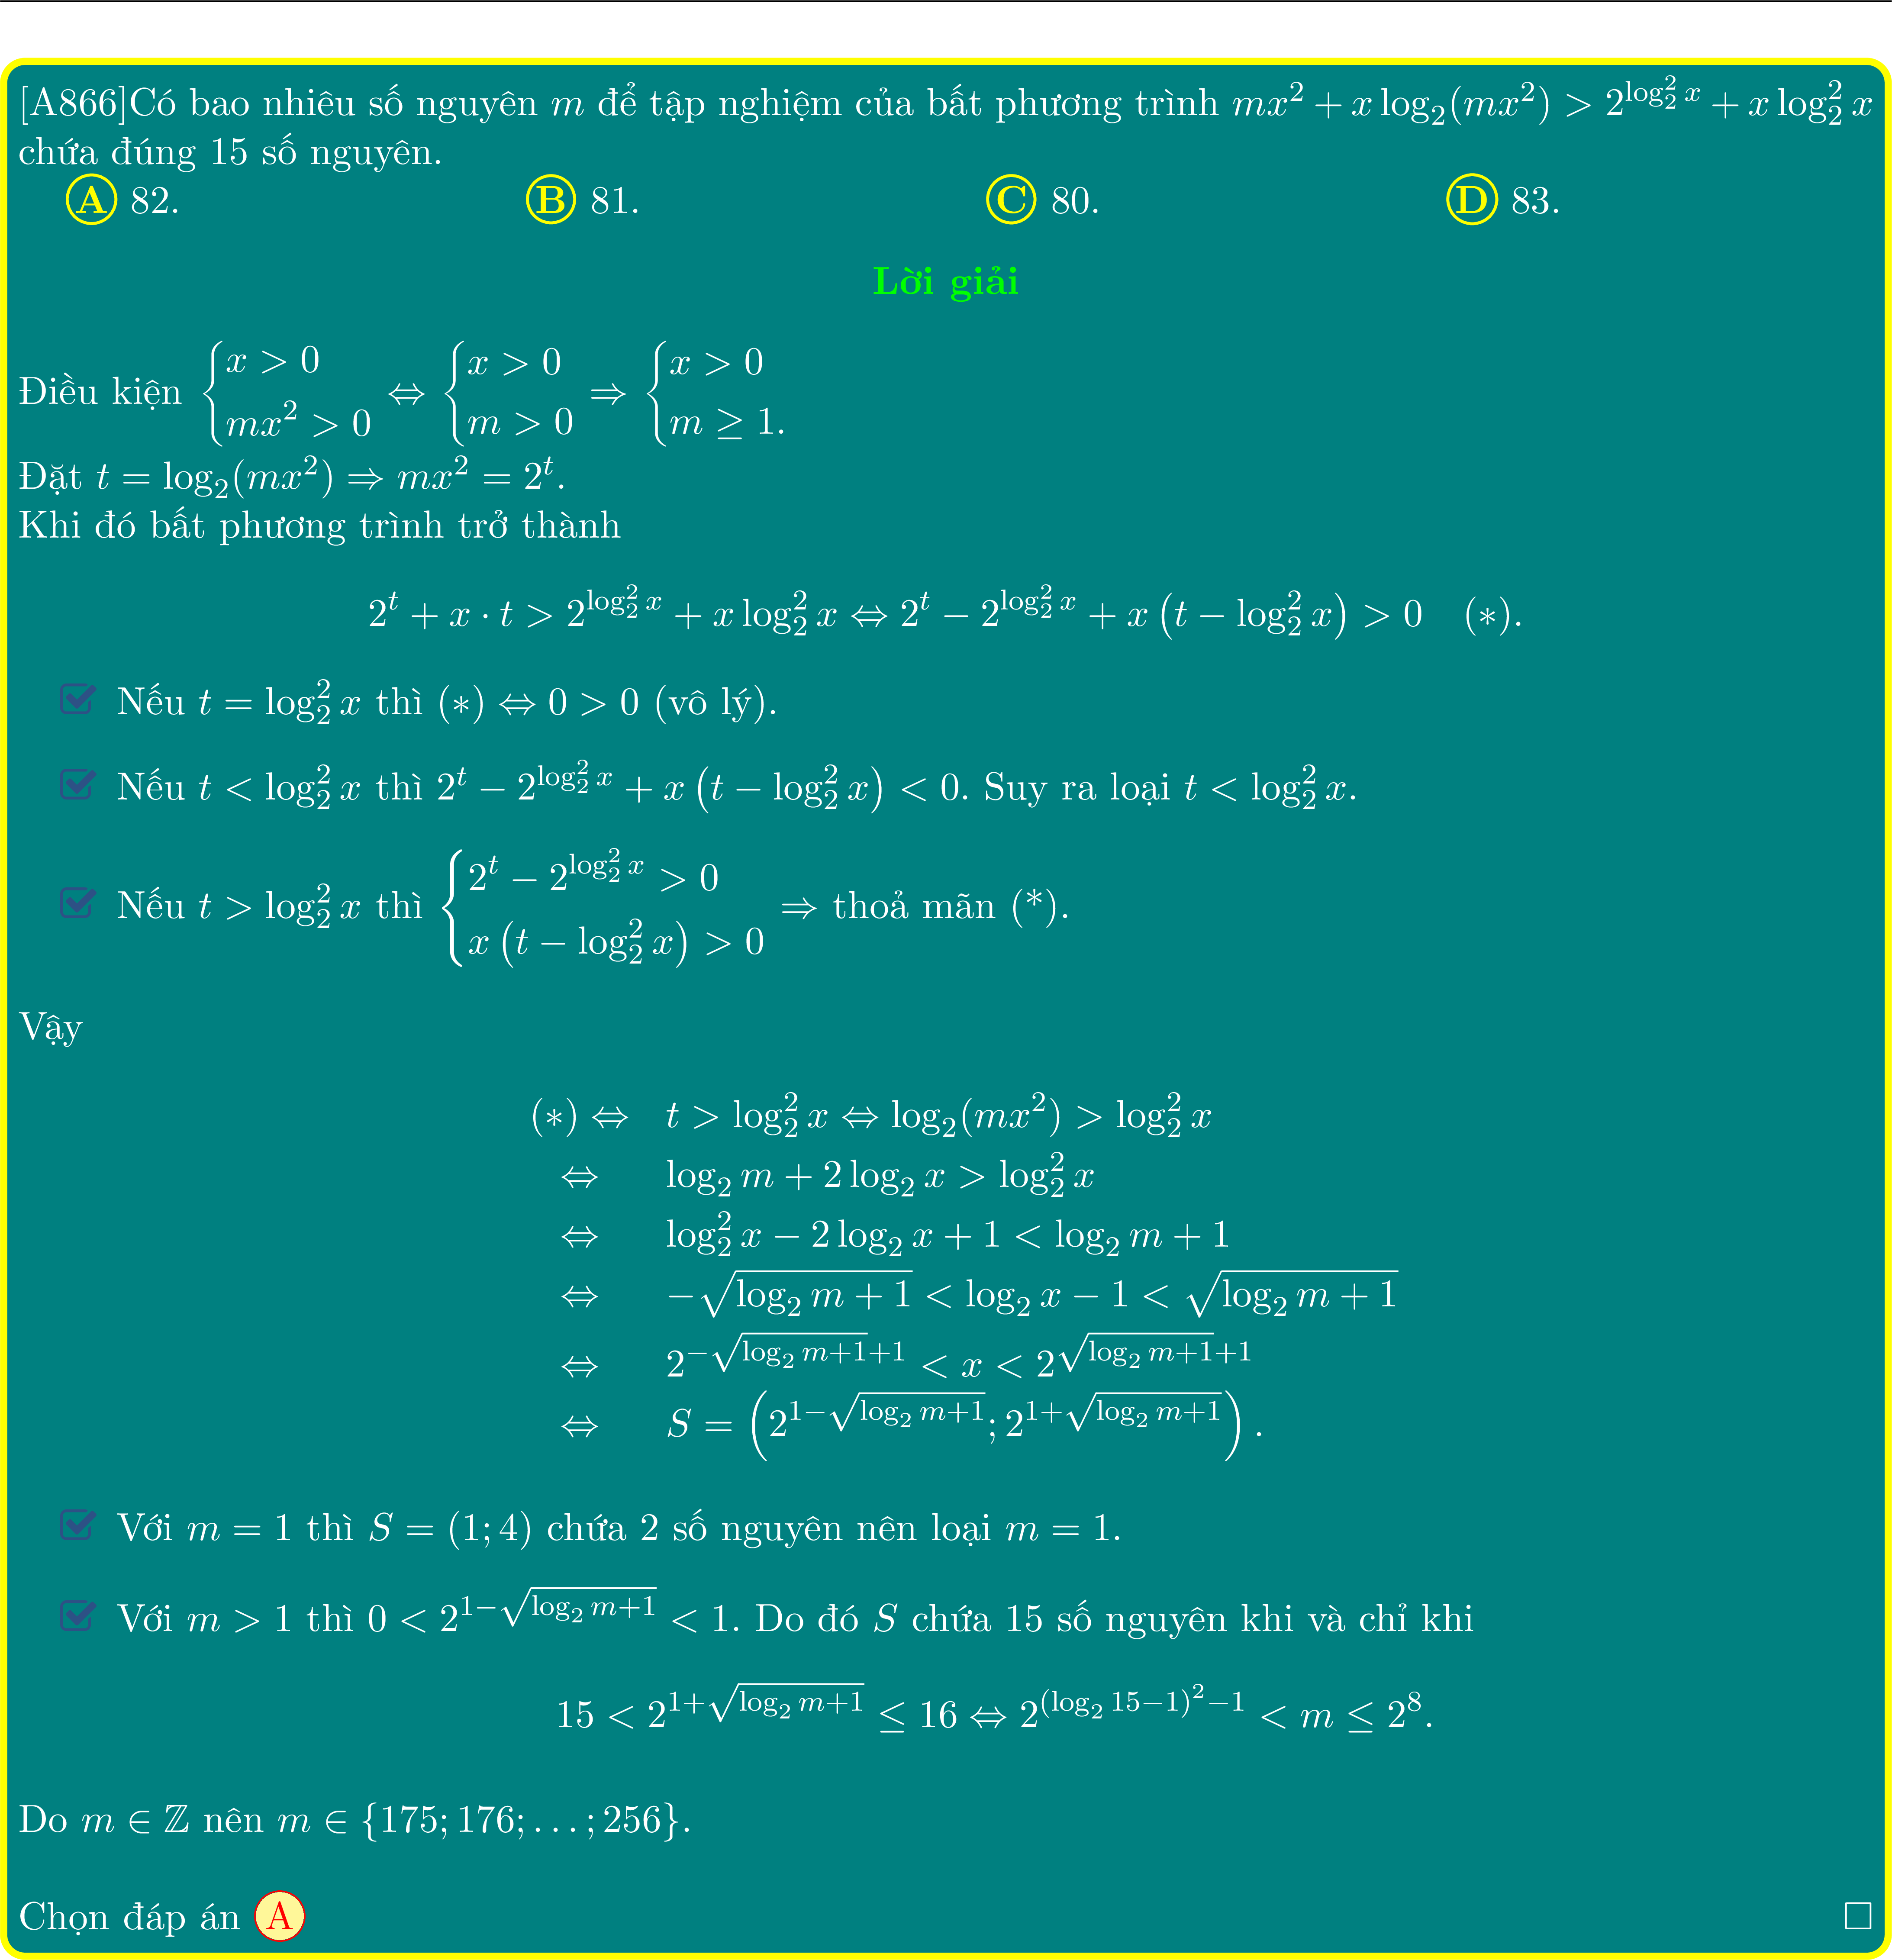 [A866]Có bao nhiêu số nguyên $m$ để tập nghiệm của bất phương trình $mx^2 + x\log_2(mx^2) > 2^{\log_2^2 x} + x\log_2^2 x$
chứa đúng 15 số nguyên.
Ⓐ 82. Ⓑ 81. Ⓒ 80. Ⓓ 83.
Lời giải
Điều kiện $\begin{cases} x > 0 \\ mx^2 > 0 \end{cases} \Leftrightarrow \begin{cases} x > 0 \\ m > 0 \end{cases} \Rightarrow \begin{cases} x > 0 \\ m \geq 1. \end{cases}$
Đặt $t = \log_2(mx^2) \Rightarrow mx^2 = 2^t$.
Khi đó bất phương trình trở thành
$2^t + x \cdot t > 2^{\log_2^2 x} + x\log_2^2 x \Leftrightarrow 2^t - 2^{\log_2^2 x} + x\left(t - \log_2^2 x\right) > 0 \quad (*).$
Nếu $t = \log_2^2 x$ thì $(*) \Leftrightarrow 0 > 0$ (vô lý).
Nếu $t < \log_2^2 x$ thì $2^t - 2^{\log_2^2 x} + x\left(t - \log_2^2 x\right) < 0$. Suy ra loại $t < \log_2^2 x$.
Nếu $t > \log_2^2 x$ thì $\begin{cases} 2^t - 2^{\log_2^2 x} > 0 \\ x\left(t - \log_2^2 x\right) > 0 \end{cases} \Rightarrow$ thoả mãn (*).
Vậy
$(*) \Leftrightarrow t > \log_2^2 x \Leftrightarrow \log_2(mx^2) > \log_2^2 x$
$\Leftrightarrow \log_2 m + 2\log_2 x > \log_2^2 x$
$\Leftrightarrow \log_2^2 x - 2\log_2 x + 1 < \log_2 m + 1$
$\Leftrightarrow -\sqrt{\log_2 m + 1} < \log_2 x - 1 < \sqrt{\log_2 m + 1}$
$\Leftrightarrow 2^{-\sqrt{\log_2 m+1}+1} < x < 2^{\sqrt{\log_2 m+1}+1}$
$\Leftrightarrow S = \left(2^{1-\sqrt{\log_2 m+1}}; 2^{1+\sqrt{\log_2 m+1}}\right).$
Với $m = 1$ thì $S = (1; 4)$ chứa 2 số nguyên nên loại $m = 1$.
Với $m > 1$ thì $0 < 2^{1-\sqrt{\log_2 m+1}} < 1$. Do đó $S$ chứa 15 số nguyên khi và chỉ khi
$15 < 2^{1+\sqrt{\log_2 m+1}} \leq 16 \Leftrightarrow 2^{(\log_2 15-1)^2-1} < m \leq 2^8.$
Do $m \in \mathbb{Z}$ nên $m \in \{175; 176; \ldots; 256\}$.
Chọn đáp án Ⓐ □